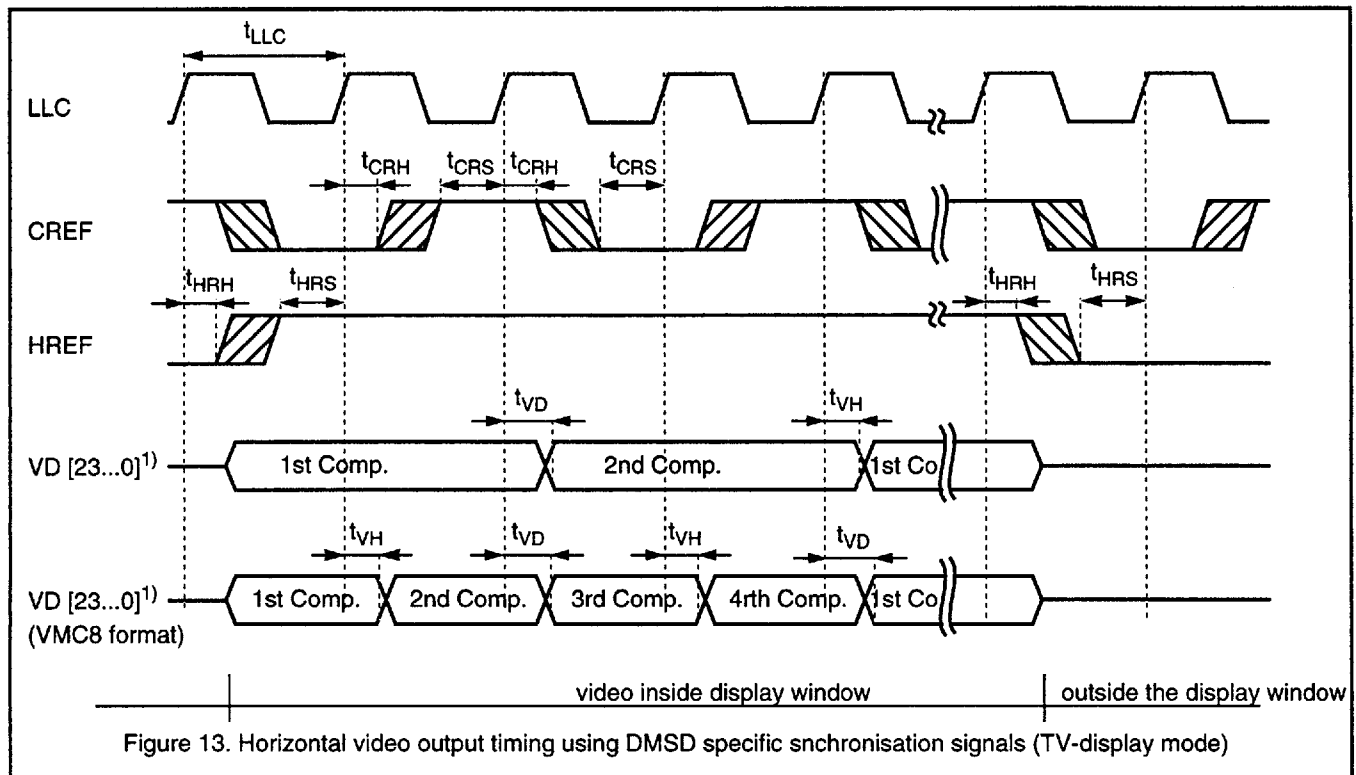 tLLC
LLC
tCRH tCRS tCRH tCRS
CREF
tHRH tHRS tHRH tHRS
HREF
tVD tVH
VD [23...0]1) 1st Comp. 2nd Comp. 1st Co
tVH tVD tVH tVD
VD [23...0]1) 1st Comp. 2nd Comp. 3rd Comp. 4rth Comp. 1st Co
(VMC8 format)
video inside display window outside the display window
Figure 13. Horizontal video output timing using DMSD specific snchronisation signals (TV-display mode)